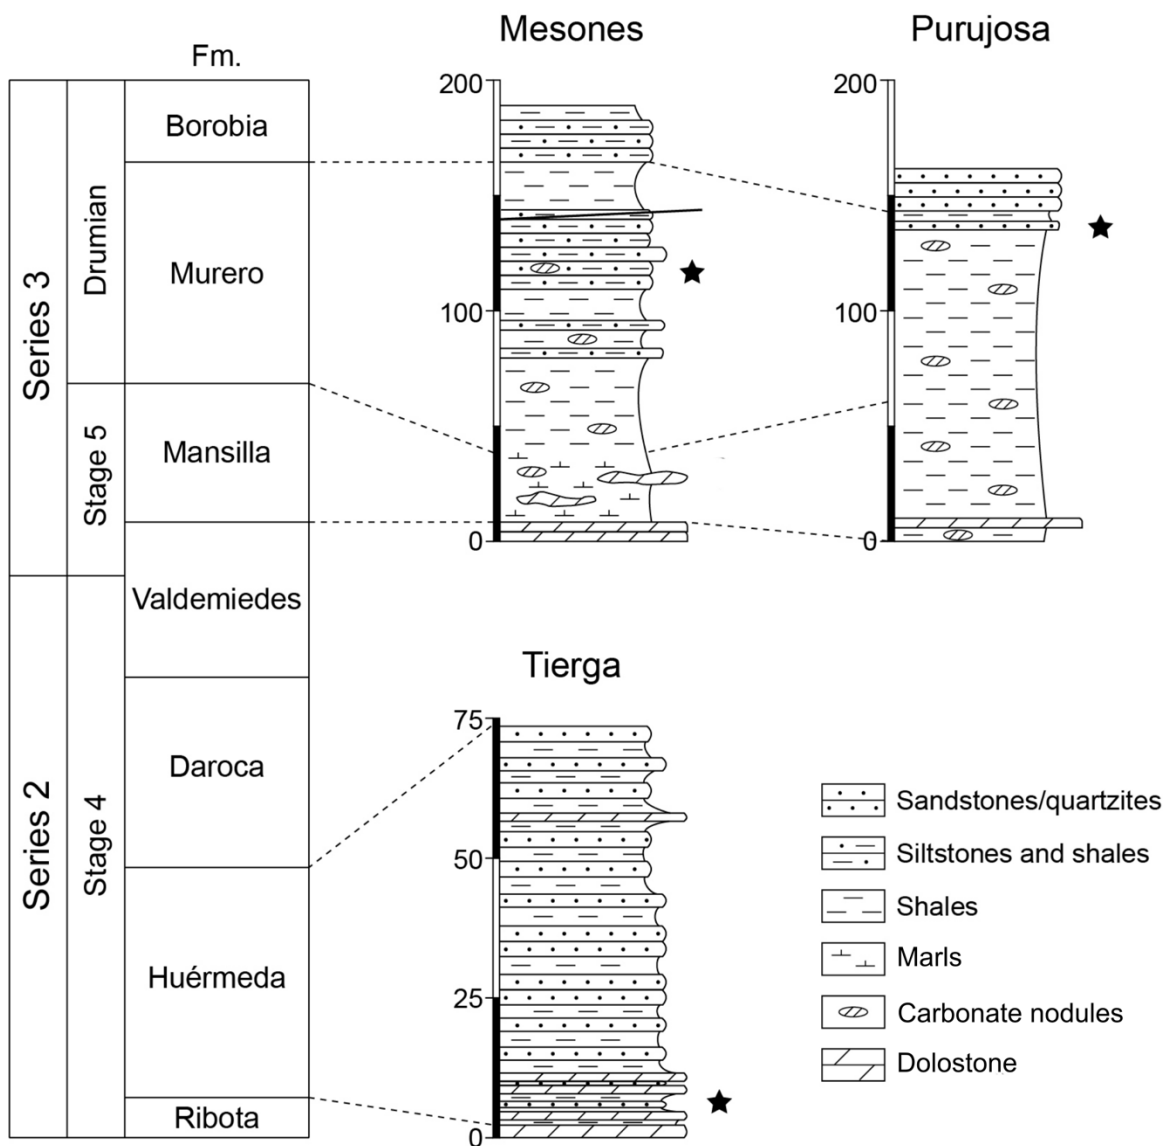 Mesones
Purujosa
Fm.
200
200
Borobia
Series 3
Drumian
Murero
100
100
Stage 5
Mansilla
0
0
Valdemiedes
Tierga
75
Series 2
Stage 4
Daroca
Sandstones/quartzites
50
Siltstones and shales
Shales
Marls
Huérmeda
25
Carbonate nodules
Dolostone
Ribota
0